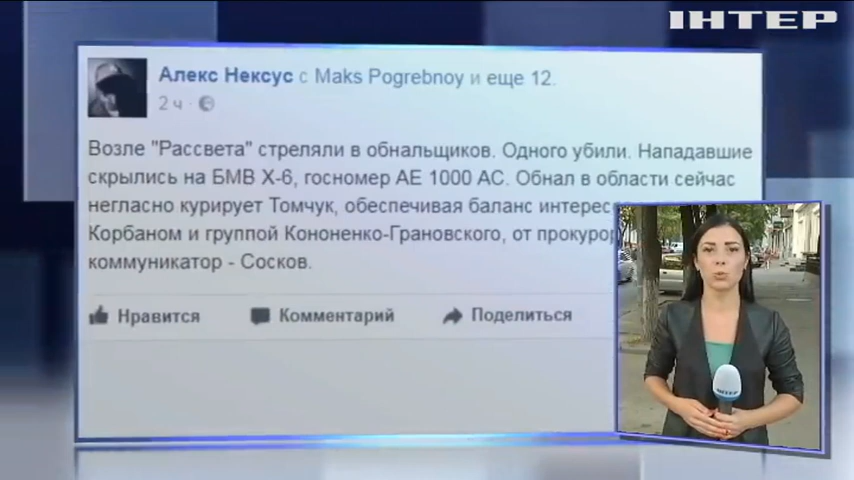 ІНТЕР
Алекс Нексус с Maks Pogrebnoy и еще 12.
2 ч ·
Возле "Рассвета" стреляли в обнальщиков. Одного убили. Нападавшие
скрылись на БМВ Х-6, госномер АЕ 1000 АС. Обнал в области сейчас
негласно курирует Томчук, обеспечивая баланс
Корбаном и группой Кононенко-Грановского, от
коммуникатор - Сосков.
Нравится Комментарий Поделиться
ІНТЕР